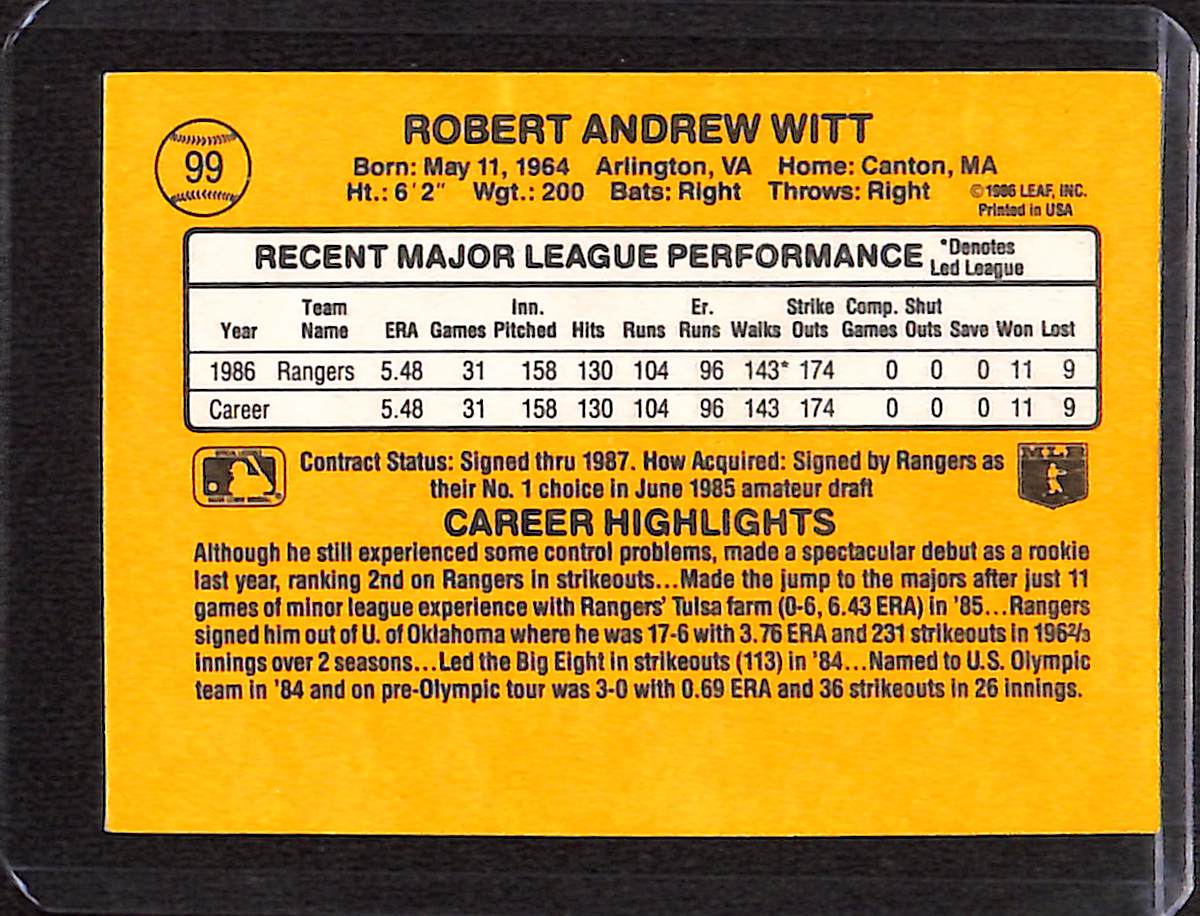 99
ROBERT ANDREW WITT
Born: May 11, 1964 Arlington, VA Home: Canton, MA
Ht.: 6'2" Wgt.: 200 Bats: Right Throws: Right
©1986 LEAF, INC.
Printed in USA
RECENT MAJOR LEAGUE PERFORMANCE *Denotes
Led League
Team Inn. Er. Strike Comp. Shut
Year Name ERA Games Pitched Hits Runs Runs Walks Outs Games Outs Save Won Lost
1986 Rangers 5.48 31 158 130 104 96 143* 174 0 0 0 11 9
Career 5.48 31 158 130 104 96 143 174 0 0 0 11 9
Contract Status: Signed thru 1987. How Acquired: Signed by Rangers as
their No. 1 choice in June 1985 amateur draft
MLB
CAREER HIGHLIGHTS
Although he still experienced some control problems, made a spectacular debut as a rookie
last year, ranking 2nd on Rangers in strikeouts...Made the jump to the majors after just 11
games of minor league experience with Rangers' Tulsa farm (0-6, 6.43 ERA) in '85...Rangers
signed him out of U. of Oklahoma where he was 17-6 with 3.76 ERA and 231 strikeouts in 196 2/3
innings over 2 seasons...Led the Big Eight in strikeouts (113) in '84...Named to U.S. Olympic
team in '84 and on pre-Olympic tour was 3-0 with 0.69 ERA and 36 strikeouts in 26 innings.